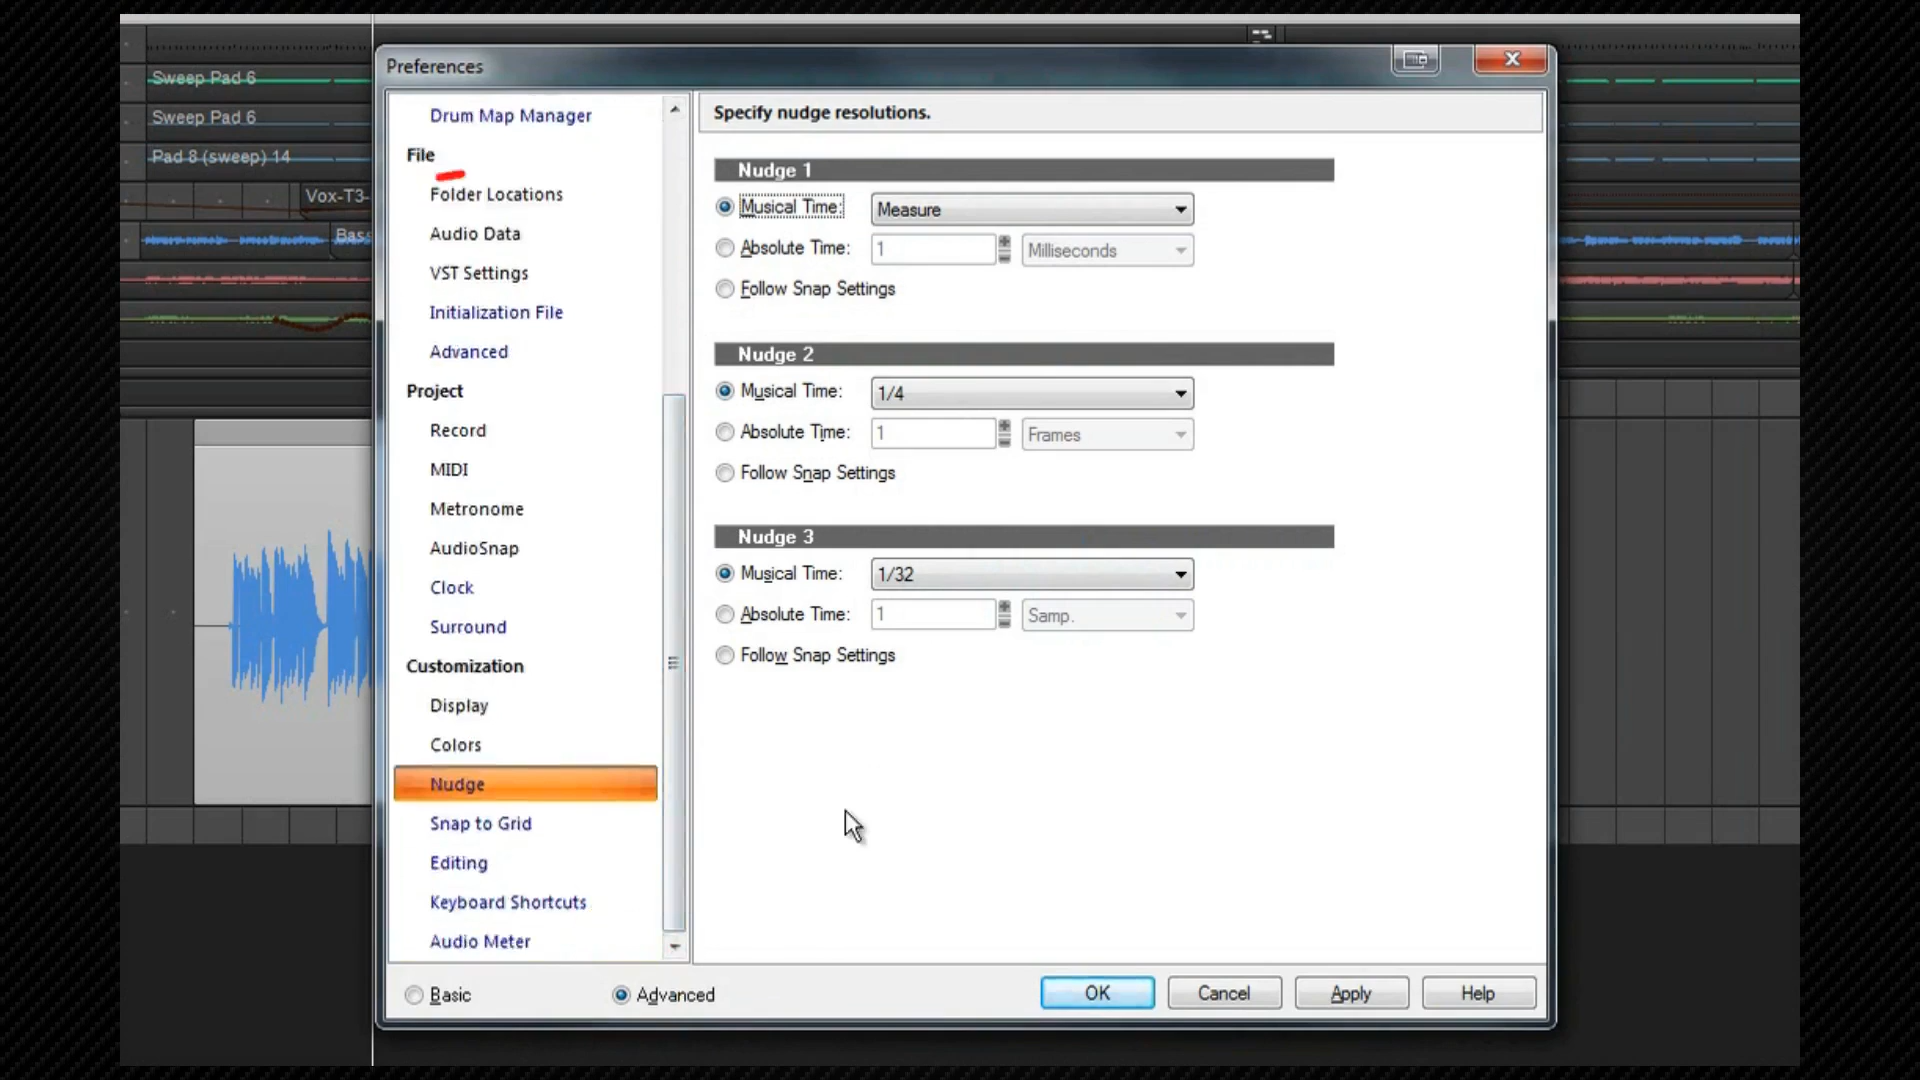 Preferences
Sweep Pad 6
Sweep Pad 6
Pad 8 (sweep) 14
Vox-T3-
Bass
Drum Map Manager
File
Folder Locations
Audio Data
VST Settings
Initialization File
Advanced
Project
Record
MIDI
Metronome
AudioSnap
Clock
Surround
Customization
Display
Colors
Nudge
Snap to Grid
Editing
Keyboard Shortcuts
Audio Meter
Basic
Advanced
Specify nudge resolutions.
Nudge 1
Musical Time: Measure
Absolute Time: 1 Milliseconds
Follow Snap Settings
Nudge 2
Musical Time: 1/4
Absolute Time: 1 Frames
Follow Snap Settings
Nudge 3
Musical Time: 1/32
Absolute Time: 1 Samp.
Follow Snap Settings
OK Cancel Apply Help